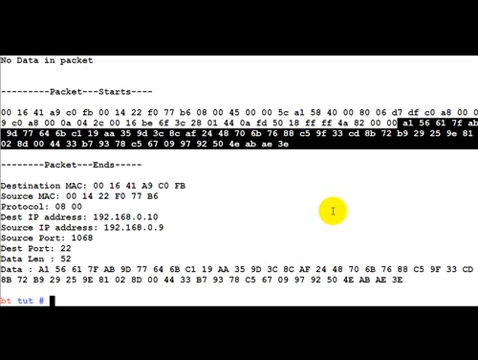 No Data in packet
---------Packet---Starts----
00 16 41 a9 c0 fb 00 14 22 f0 77 b6 08 00 45 00 00 5c a1 58 40 00 80 06 d7 df c0 a8 00 0
9 c0 a8 00 0a 04 2c 00 16 be 6f 3c 28 01 44 0a fd 50 18 ff ff 4a 82 00 00 a1 56 61 7f ab
9d 77 64 6b c1 19 aa 35 9d 3c 8c af 24 48 70 6b 76 88 c5 9f 33 cd 8b 72 b9 29 25 9e 81
02 8d 00 44 33 b7 93 78 c5 67 09 97 92 50 4e ab ae 3e
--------Packet---Ends-----
Destination MAC: 00 16 41 A9 C0 FB
Source MAC: 00 14 22 F0 77 B6
Protocol: 08 00
Dest IP address: 192.168.0.10
Source IP address: 192.168.0.9
Source Port: 1068
Dest Port: 22
Data Len : 52
Data : A1 56 61 7F AB 9D 77 64 6B C1 19 AA 35 9D 3C 8C AF 24 48 70 6B 76 88 C5 9F 33 CD
8B 72 B9 29 25 9E 81 02 8D 00 44 33 B7 93 78 C5 67 09 97 92 50 4E AB AE 3E
bt tut #